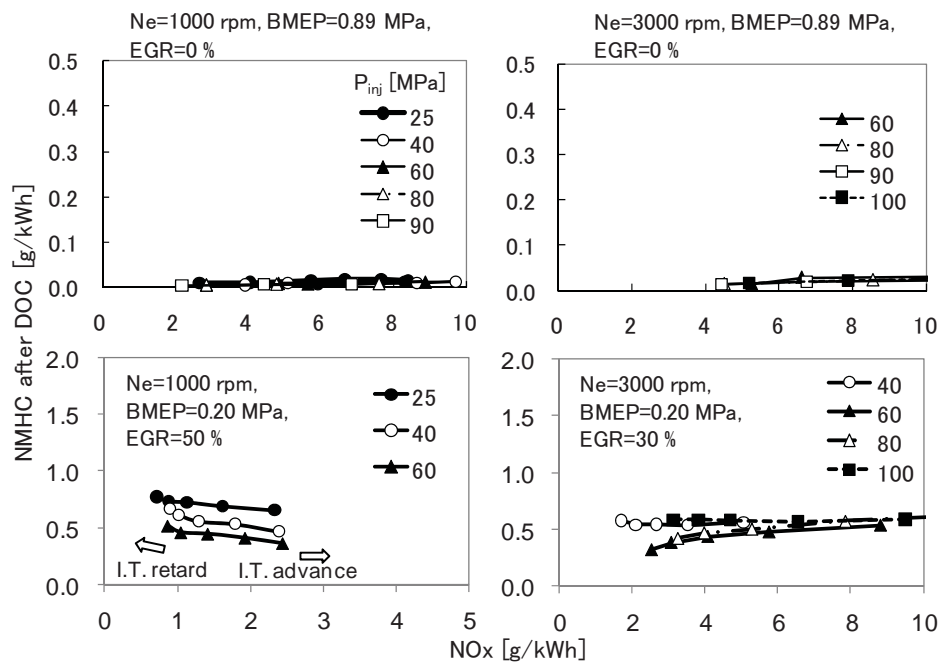 Ne=1000 rpm, BMEP=0.89 MPa,
EGR=0 %
0.5
0.4
0.3
0.2
0.1
0.0
0 2 4 6 8 10
P_inj [MPa]
25
40
60
80
90
Ne=3000 rpm, BMEP=0.89 MPa,
EGR=0 %
0.5
0.4
0.3
0.2
0.1
0.0
0 2 4 6 8 10
60
80
90
100
NMHC after DOC [g/kWh]
2.0
1.5
1.0
0.5
0.0
Ne=1000 rpm,
BMEP=0.20 MPa,
EGR=50 %
25
40
60
I.T. retard I.T. advance
0 1 2 3 4 5
2.0
1.5
1.0
0.5
0.0
Ne=3000 rpm,
BMEP=0.20 MPa,
EGR=30 %
40
60
80
100
0 2 4 6 8 10
NOx [g/kWh]